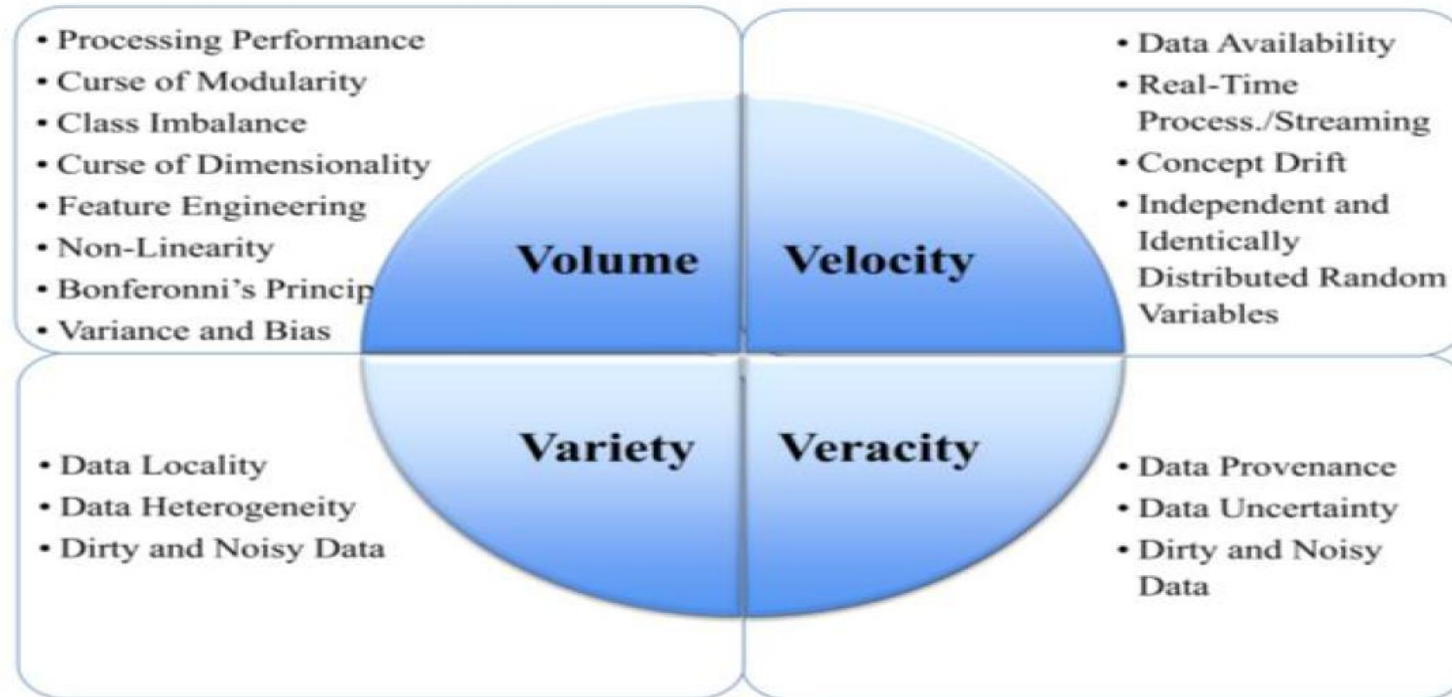 • Processing Performance
• Curse of Modularity
• Class Imbalance
• Curse of Dimensionality
• Feature Engineering
• Non-Linearity
• Bonferonni's Princip
• Variance and Bias
• Data Availability
• Real-Time
Process./Streaming
• Concept Drift
• Independent and
Identically
Distributed Random
Variables
Volume
Velocity
Variety
Veracity
• Data Locality
• Data Heterogeneity
• Dirty and Noisy Data
• Data Provenance
• Data Uncertainty
• Dirty and Noisy
Data